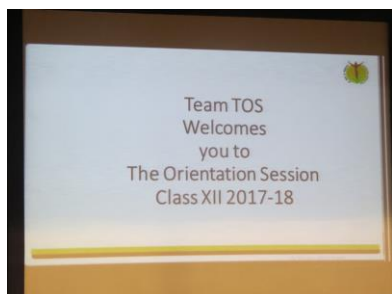 Team TOS
Welcomes
you to
The Orientation Session
Class XII 2017-18